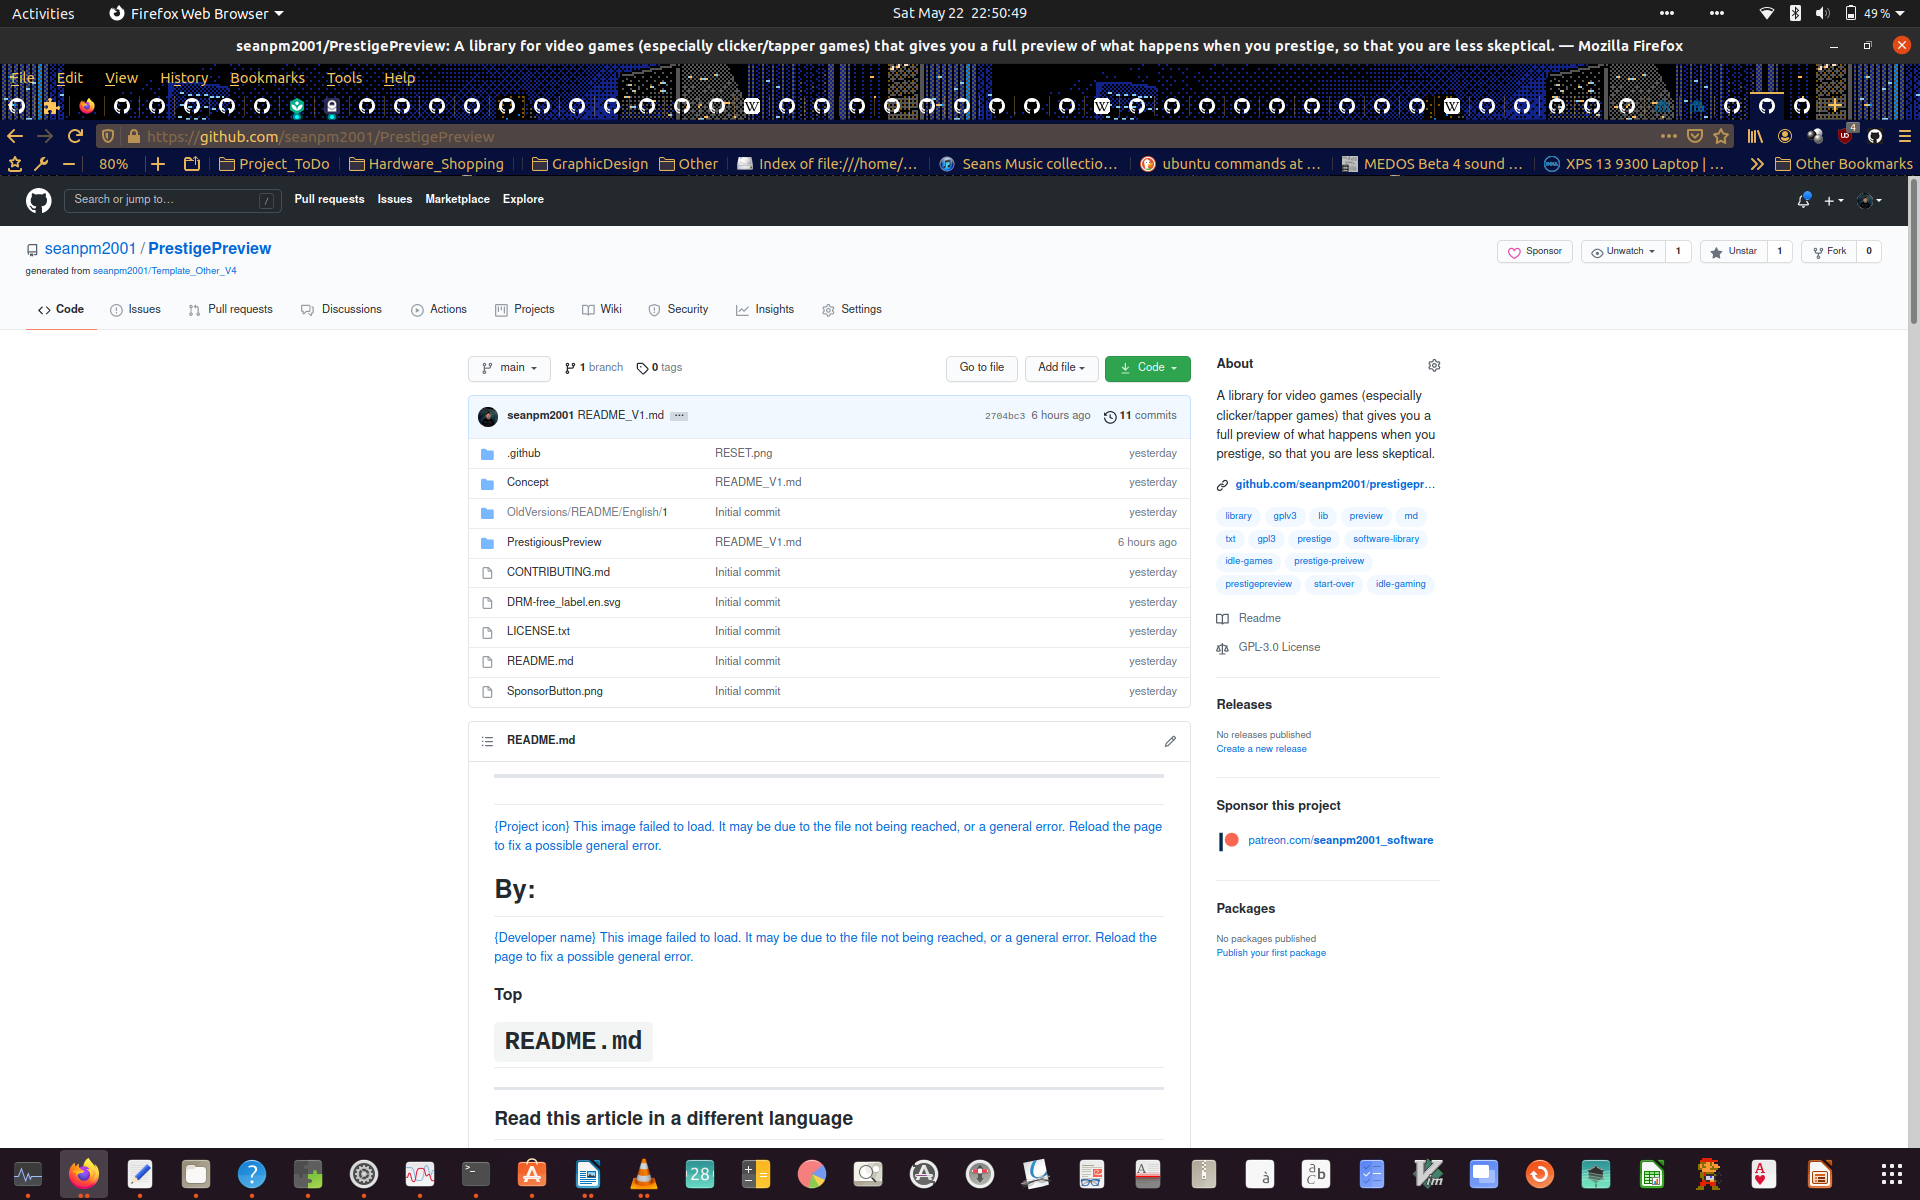 Activities
Firefox Web Browser
Sat May 22 22:50:49
49 %
seanpm2001/PrestigePreview: A library for video games (especially clicker/tapper games) that gives you a full preview of what happens when you prestige, so that you are less skeptical. — Mozilla Firefox
File Edit View History Bookmarks Tools Help
https://github.com/seanpm2001/PrestigePreview
4
80%
Project_ToDo
Hardware_Shopping
GraphicDesign
Other
Index of file:///home/…
Seans Music collectio…
ubuntu commands at …
MEDOS Beta 4 sound …
XPS 13 9300 Laptop | …
Other Bookmarks
Search or jump to… /
Pull requests Issues Marketplace Explore
seanpm2001 / PrestigePreview
generated from seanpm2001/Template_Other_V4
Sponsor
Unwatch 1
Unstar 1
Fork 0
Code
Issues
Pull requests
Discussions
Actions
Projects
Wiki
Security
Insights
Settings
main
1 branch
0 tags
Go to file
Add file
Code
seanpm2001 README_V1.md ...
2704bc3 6 hours ago
11 commits
.github RESET.png yesterday
Concept README_V1.md yesterday
OldVersions/README/English/1 Initial commit yesterday
PrestigiousPreview README_V1.md 6 hours ago
CONTRIBUTING.md Initial commit yesterday
DRM-free_label.en.svg Initial commit yesterday
LICENSE.txt Initial commit yesterday
README.md Initial commit yesterday
SponsorButton.png Initial commit yesterday
README.md
{Project icon} This image failed to load. It may be due to the file not being reached, or a general error. Reload the page
to fix a possible general error.
By:
{Developer name} This image failed to load. It may be due to the file not being reached, or a general error. Reload the
page to fix a possible general error.
Top
README.md
Read this article in a different language
About
A library for video games (especially
clicker/tapper games) that gives you a
full preview of what happens when you
prestige, so that you are less skeptical.
github.com/seanpm2001/prestigepr…
library gplv3 lib preview md
txt gpl3 prestige software-library
idle-games prestige-preivew
prestigepreview start-over idle-gaming
Readme
GPL-3.0 License
Releases
No releases published
Create a new release
Sponsor this project
patreon.com/seanpm2001_software
Packages
No packages published
Publish your first package
28